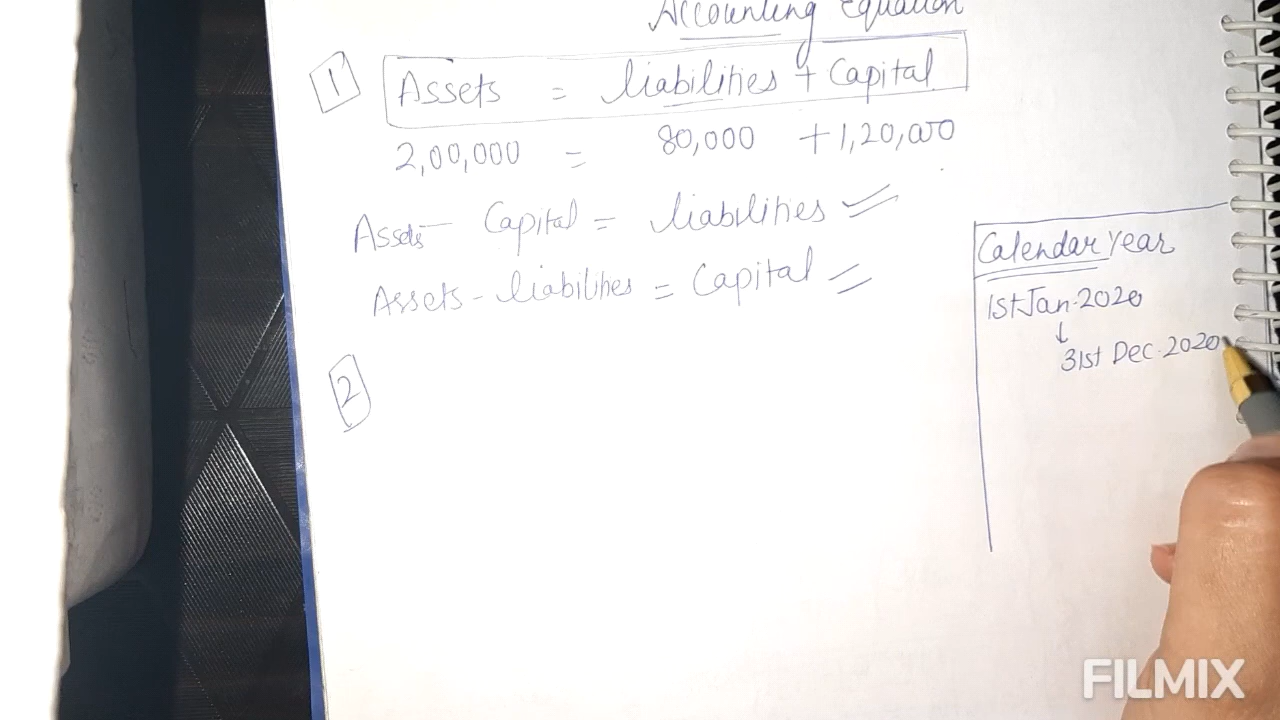 Accounting Equation
1 Assets = liabilities + Capital
2,00,000 = 80,000 + 1,20,000
Assets - Capital = liabilities
Assets - liabilities = Capital
2
Calendar Year
1st Jan. 2020
↓
31st Dec. 2020
FILMIX